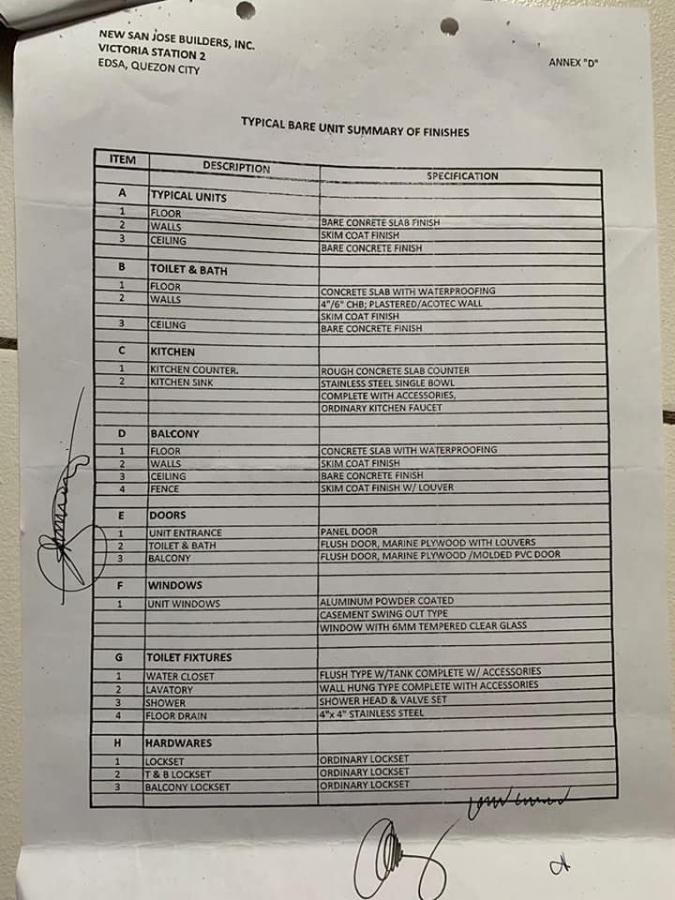 NEW SAN JOSE BUILDERS, INC.
VICTORIA STATION 2
EDSA, QUEZON CITY
ANNEX "D"
TYPICAL BARE UNIT SUMMARY OF FINISHES
ITEM DESCRIPTION SPECIFICATION
A TYPICAL UNITS
1 FLOOR BARE CONRETE SLAB FINISH
2 WALLS SKIM COAT FINISH
3 CEILING BARE CONCRETE FINISH
B TOILET & BATH
1 FLOOR CONCRETE SLAB WITH WATERPROOFING
2 WALLS 4"/6" CHB; PLASTERED/ACOTEC WALL
SKIM COAT FINISH
3 CEILING BARE CONCRETE FINISH
C KITCHEN
1 KITCHEN COUNTER. ROUGH CONCRETE SLAB COUNTER
2 KITCHEN SINK STAINLESS STEEL SINGLE BOWL
COMPLETE WITH ACCESSORIES,
ORDINARY KITCHEN FAUCET
D BALCONY
1 FLOOR CONCRETE SLAB WITH WATERPROOFING
2 WALLS SKIM COAT FINISH
3 CEILING BARE CONCRETE FINISH
4 FENCE SKIM COAT FINISH W/ LOUVER
E DOORS
1 UNIT ENTRANCE PANEL DOOR
2 TOILET & BATH FLUSH DOOR, MARINE PLYWOOD WITH LOUVERS
3 BALCONY FLUSH DOOR, MARINE PLYWOOD /MOLDED PVC DOOR
F WINDOWS
1 UNIT WINDOWS ALUMINUM POWDER COATED
CASEMENT SWING OUT TYPE
WINDOW WITH 6MM TEMPERED CLEAR GLASS
G TOILET FIXTURES
1 WATER CLOSET FLUSH TYPE W/TANK COMPLETE W/ ACCESSORIES
2 LAVATORY WALL HUNG TYPE COMPLETE WITH ACCESSORIES
3 SHOWER SHOWER HEAD & VALVE SET
4 FLOOR DRAIN 4"x 4" STAINLESS STEEL
H HARDWARES
1 LOCKSET ORDINARY LOCKSET
2 T & B LOCKSET ORDINARY LOCKSET
3 BALCONY LOCKSET ORDINARY LOCKSET